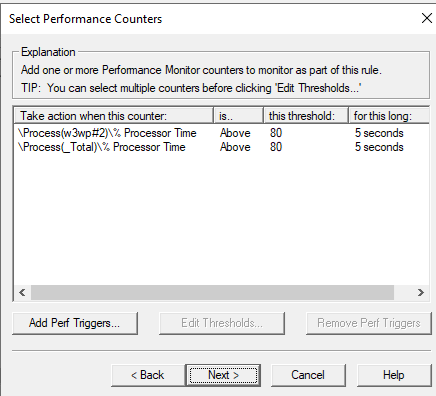 Select Performance Counters
Explanation
Add one or more Performance Monitor counters to monitor as part of this rule.
TIP:  You can select multiple counters before clicking 'Edit Thresholds...'
Take action when this counter: is.. this threshold: for this long:
\Process(w3wp#2)\% Processor Time Above 80 5 seconds
\Process(_Total)\% Processor Time Above 80 5 seconds
Add Perf Triggers... Edit Thresholds... Remove Perf Triggers
< Back Next > Cancel Help